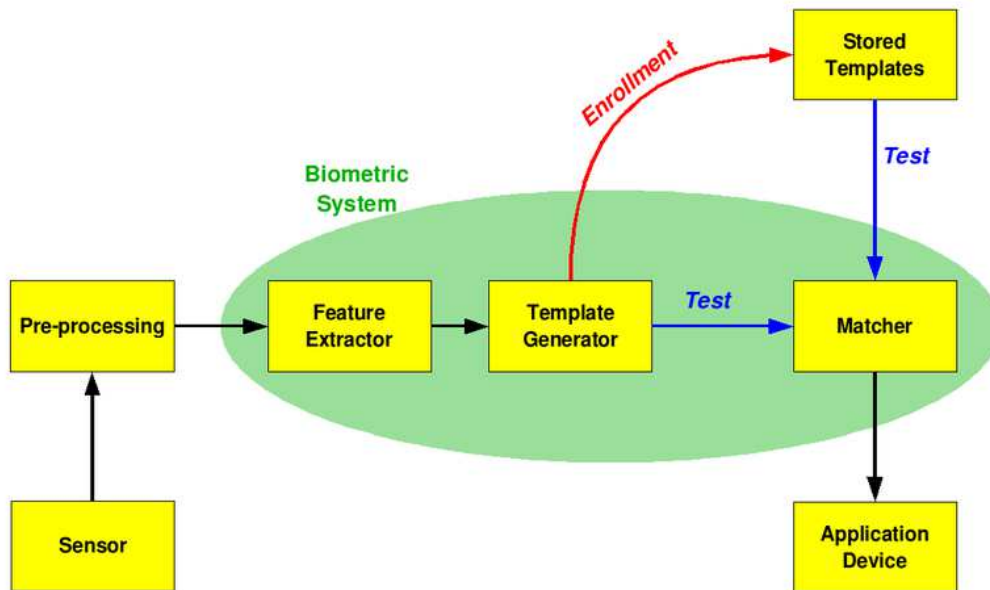 Stored
Templates
Enrollment
Test
Biometric
System
Pre-processing
Feature
Extractor
Template
Generator
Test
Matcher
Sensor
Application
Device